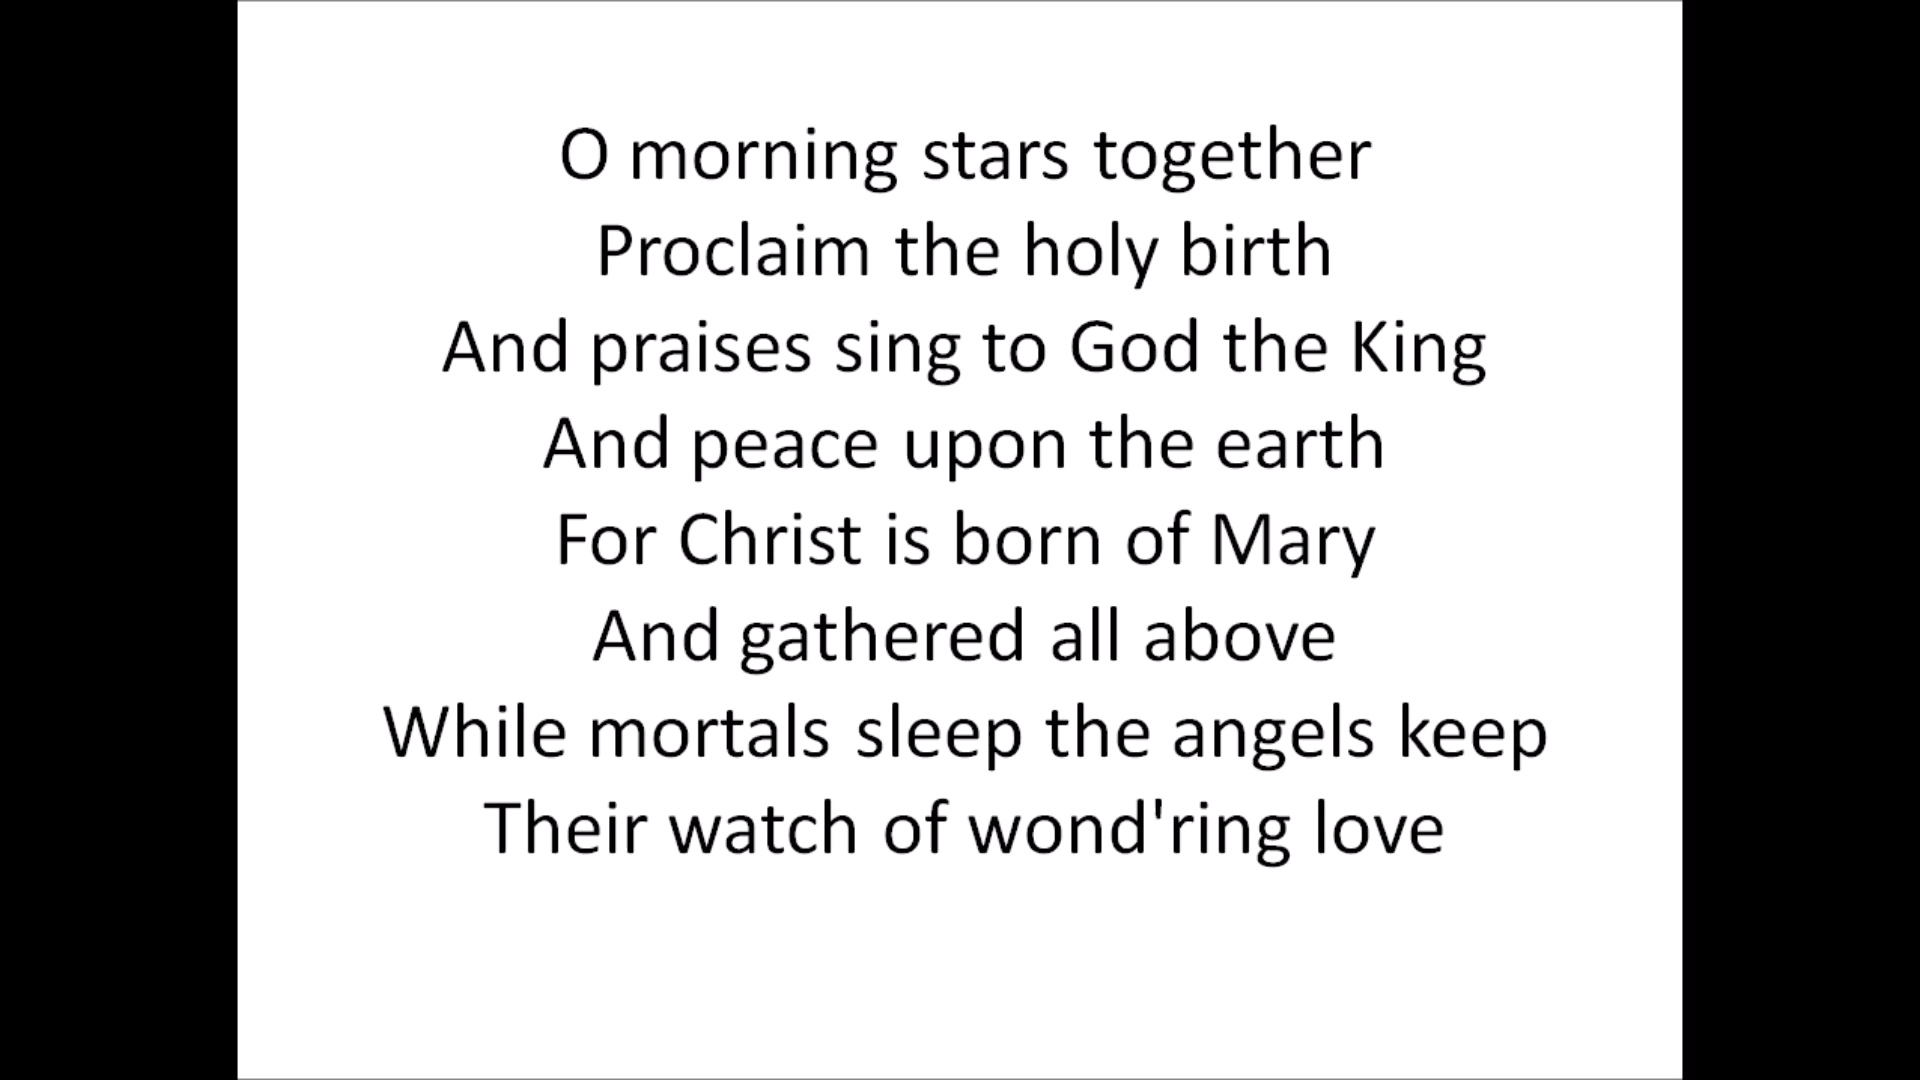 O morning stars together
Proclaim the holy birth
And praises sing to God the King
And peace upon the earth
For Christ is born of Mary
And gathered all above
While mortals sleep the angels keep
Their watch of wond'ring love